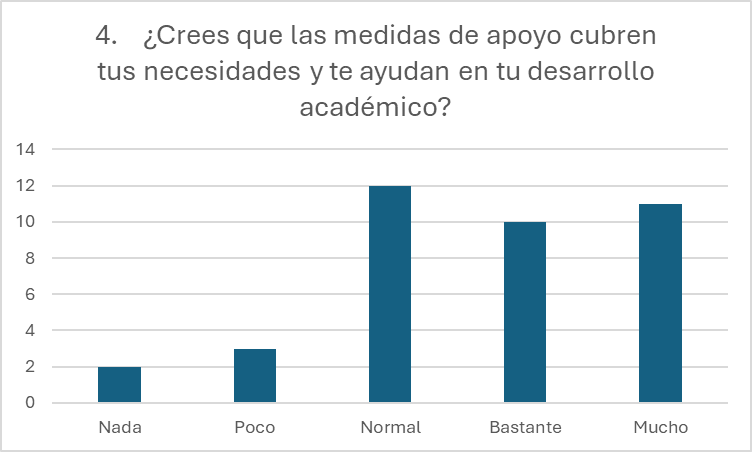 4. ¿Crees que las medidas de apoyo cubren
tus necesidades y te ayudan en tu desarrollo
académico?
14
12
10
8
6
4
2
0
Nada Poco Normal Bastante Mucho